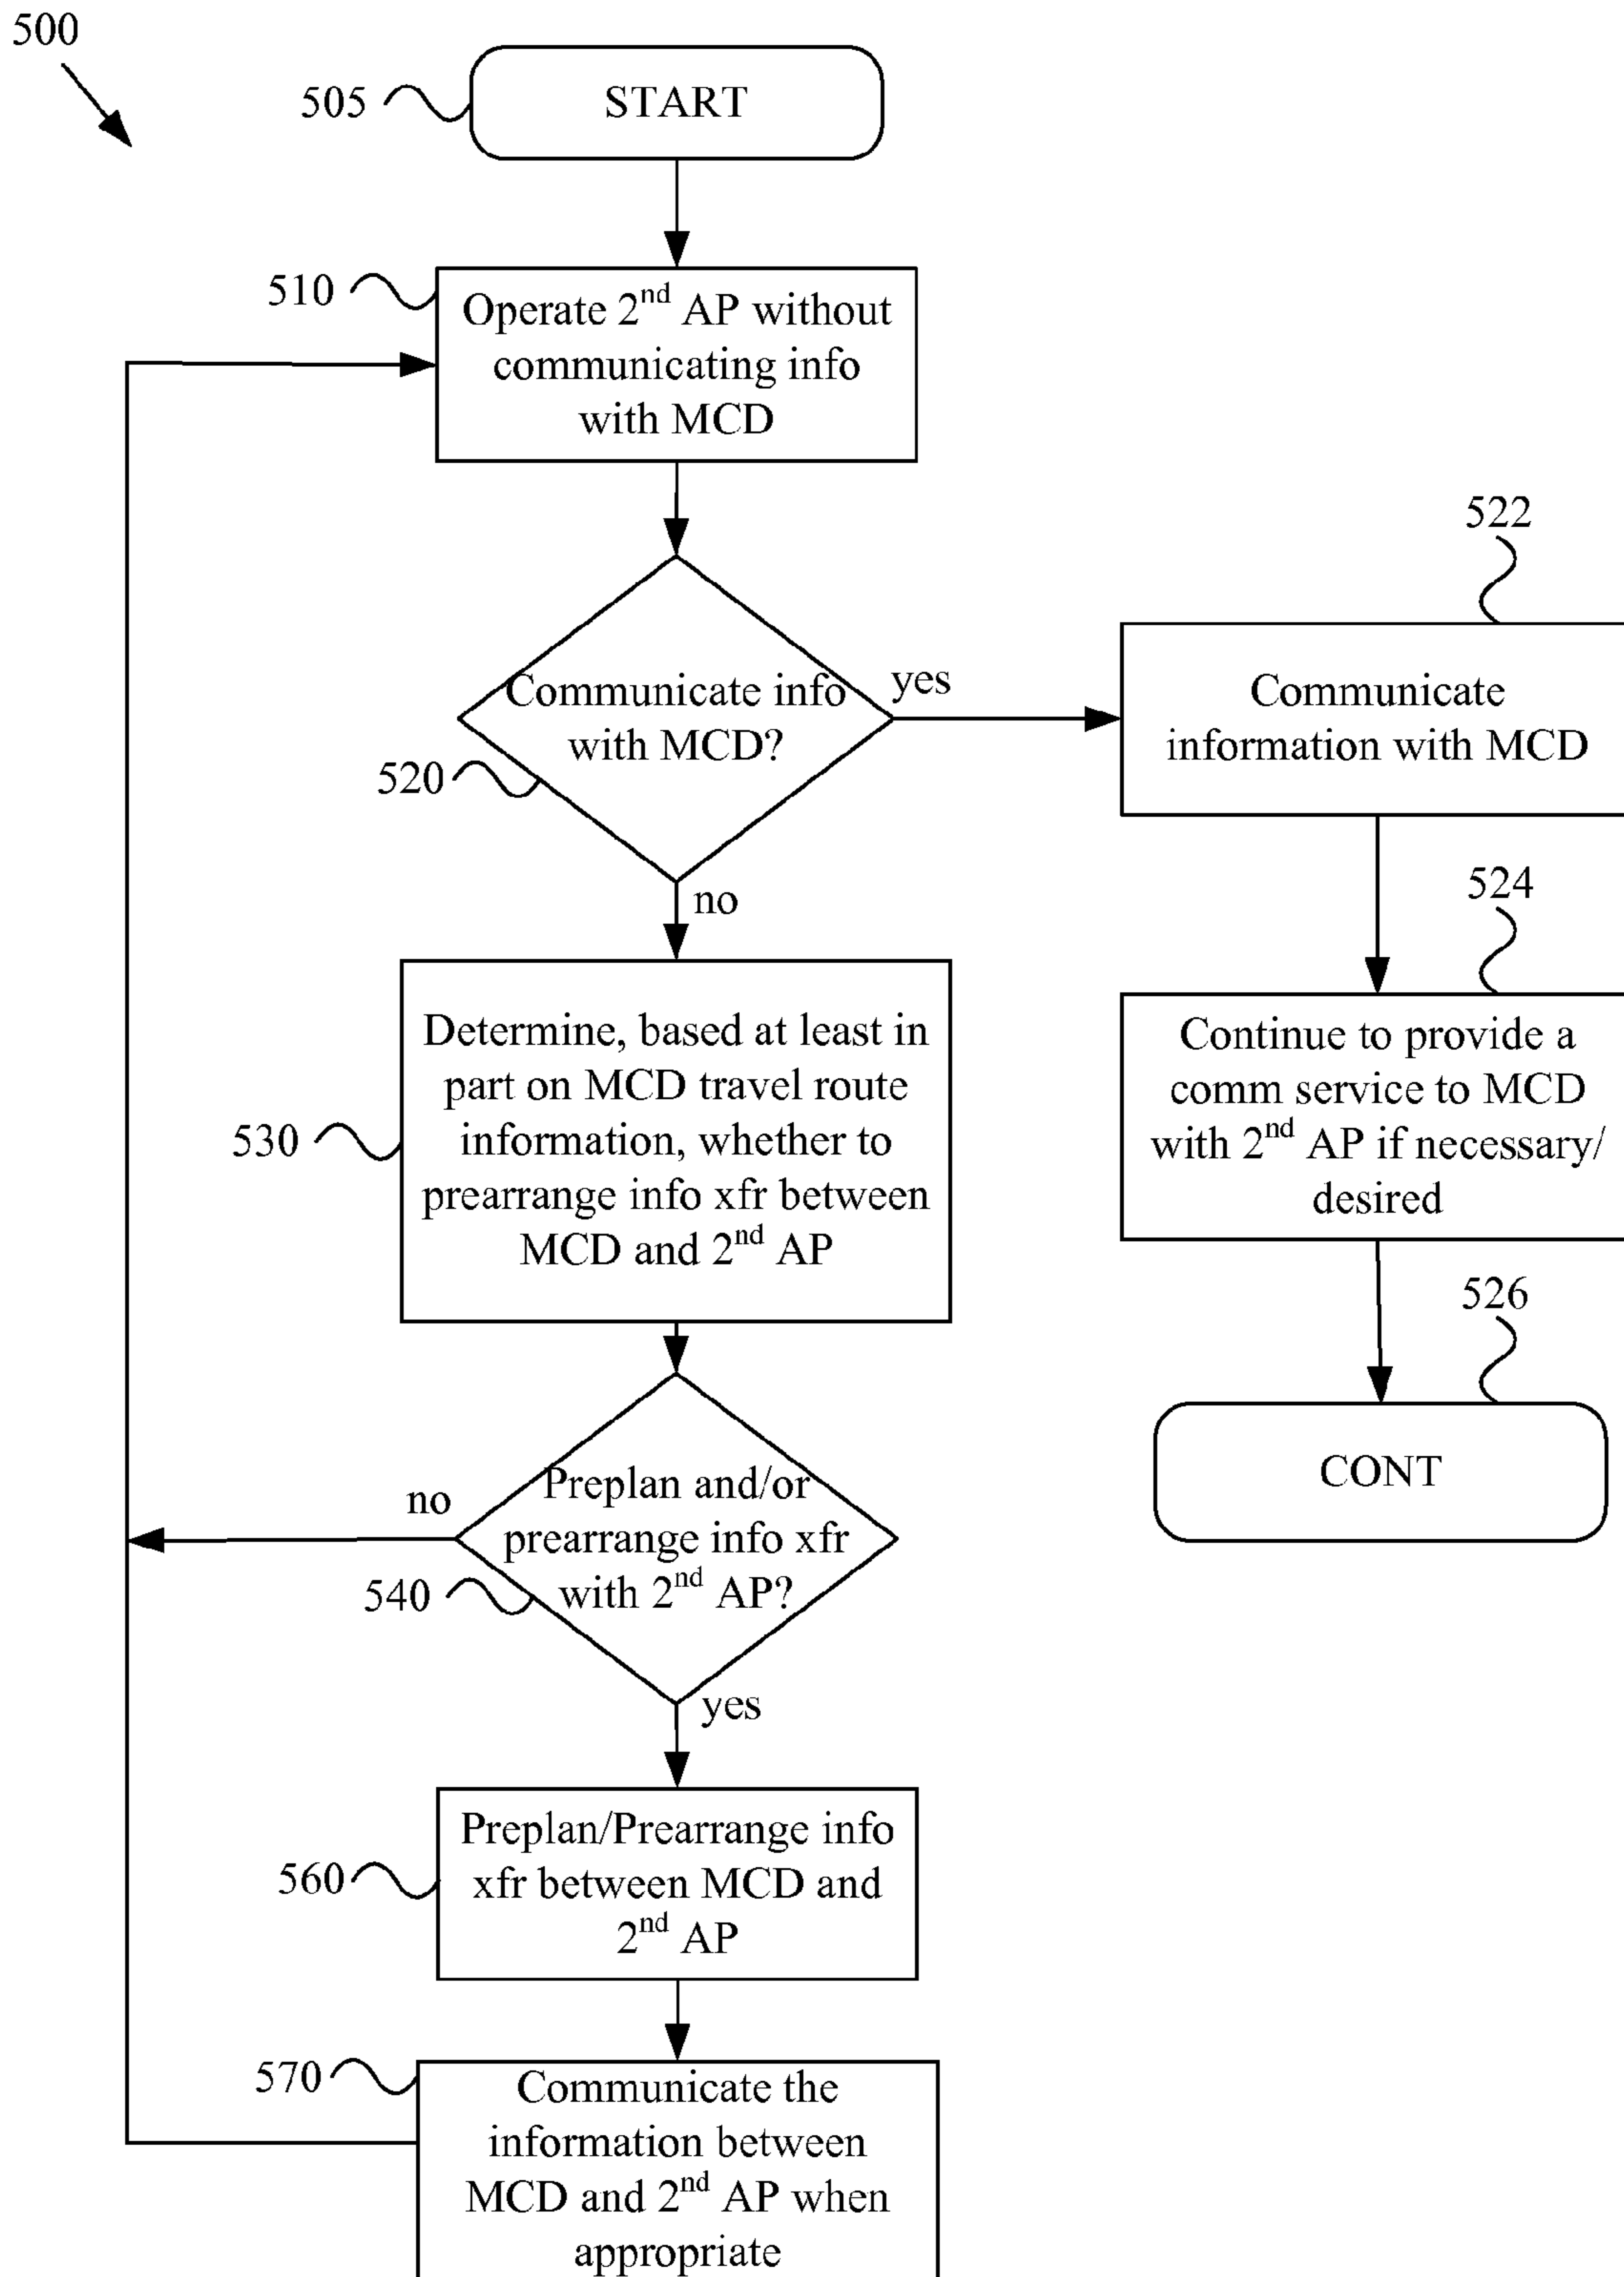 500
505
START
510
Operate 2nd AP without
communicating info
with MCD
520
Communicate info
with MCD?
yes
no
522
Communicate
information with MCD
524
Continue to provide a
comm service to MCD
with 2nd AP if necessary/
desired
526
CONT
530
Determine, based at least in
part on MCD travel route
information, whether to
prearrange info xfr between
MCD and 2nd AP
540
Preplan and/or
prearrange info xfr
with 2nd AP?
no
yes
560
Preplan/Prearrange info
xfr between MCD and
2nd AP
570
Communicate the
information between
MCD and 2nd AP when
appropriate